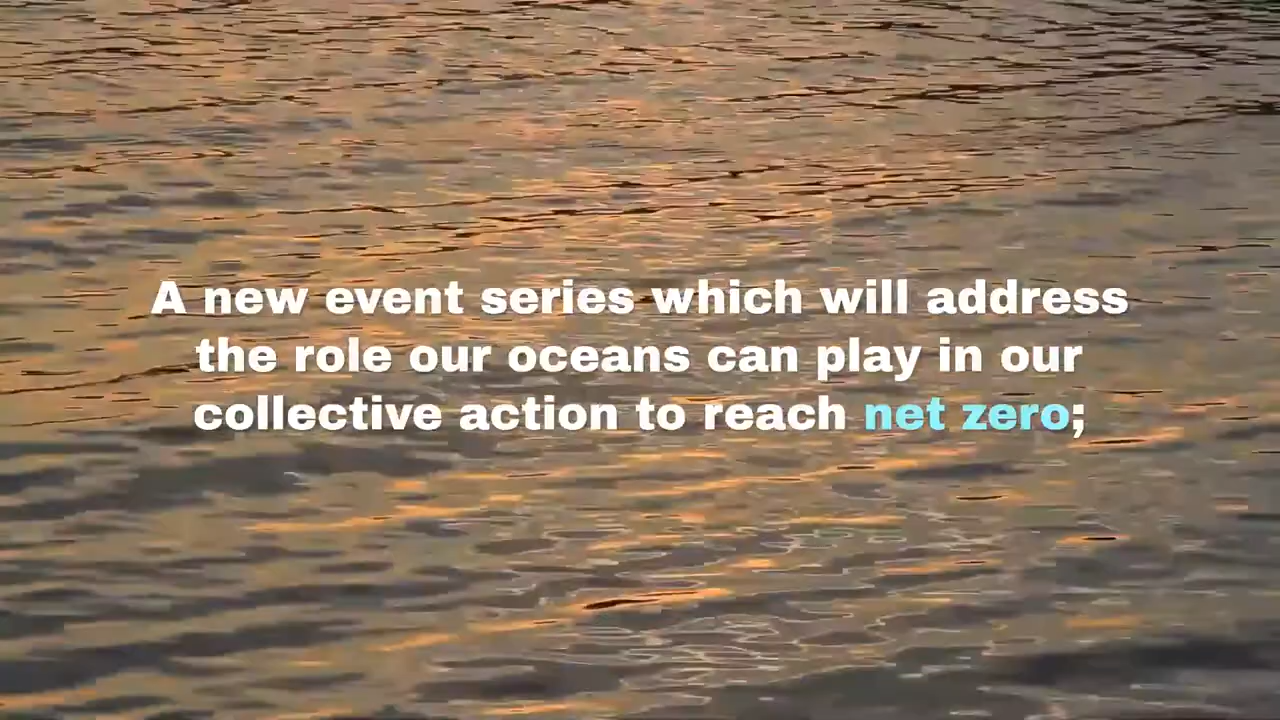 A new event series which will address
the role our oceans can play in our
collective action to reach net zero;